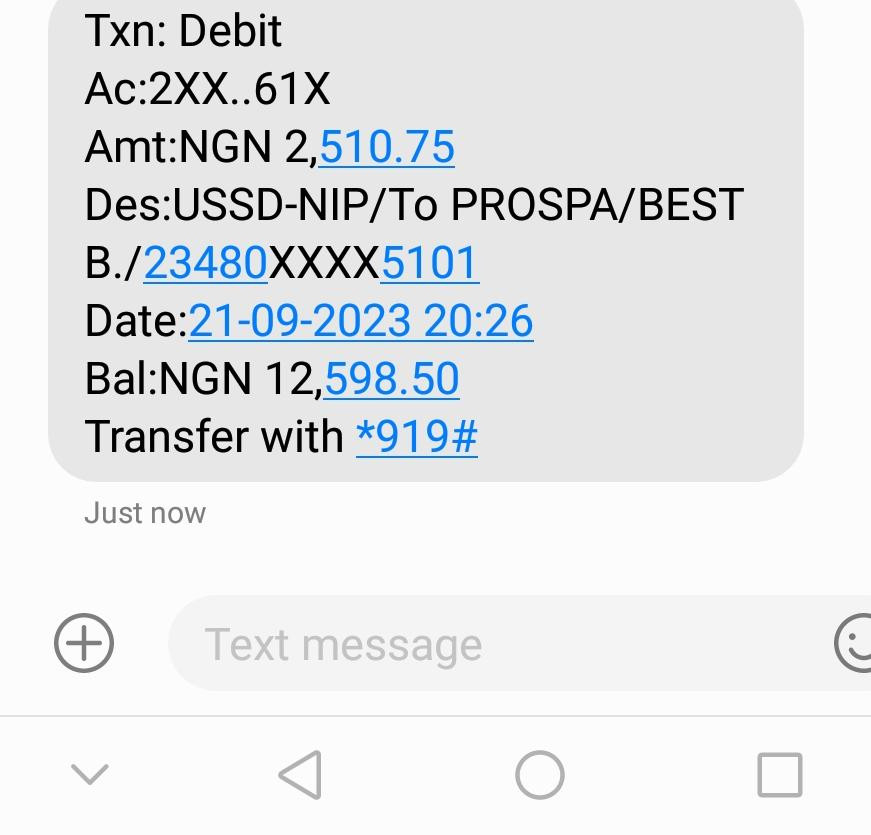 Txn: Debit
Ac:2XX..61X
Amt:NGN 2,510.75
Des:USSD-NIP/To PROSPA/BEST
B./23480XXXX5101
Date:21-09-2023 20:26
Bal:NGN 12,598.50
Transfer with *919#
Just now
Text message